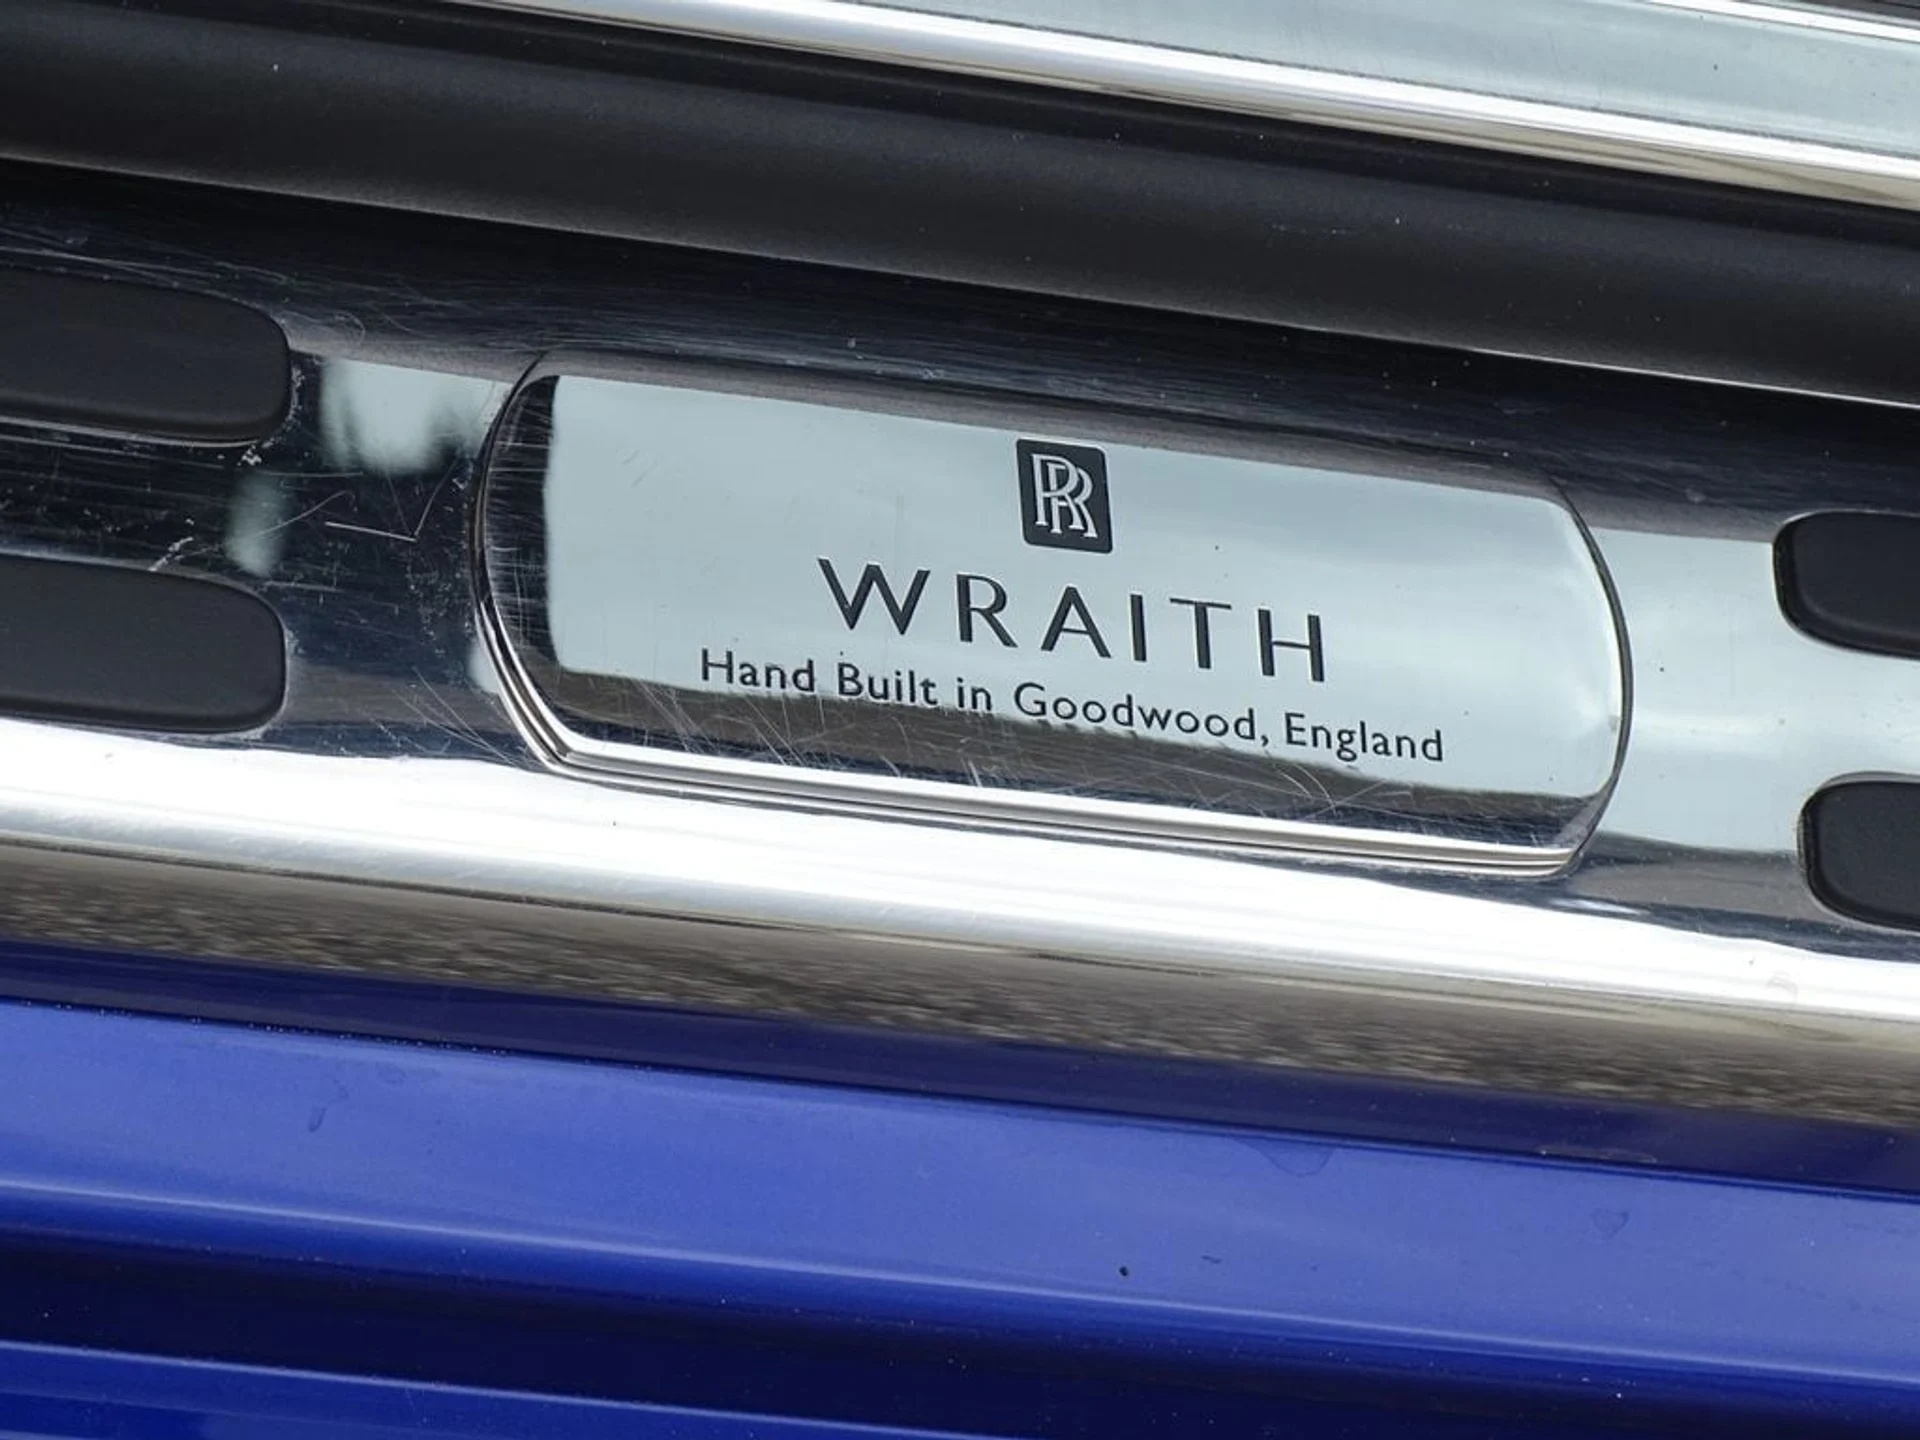 RR
WRAITH
Hand Built in Goodwood, England